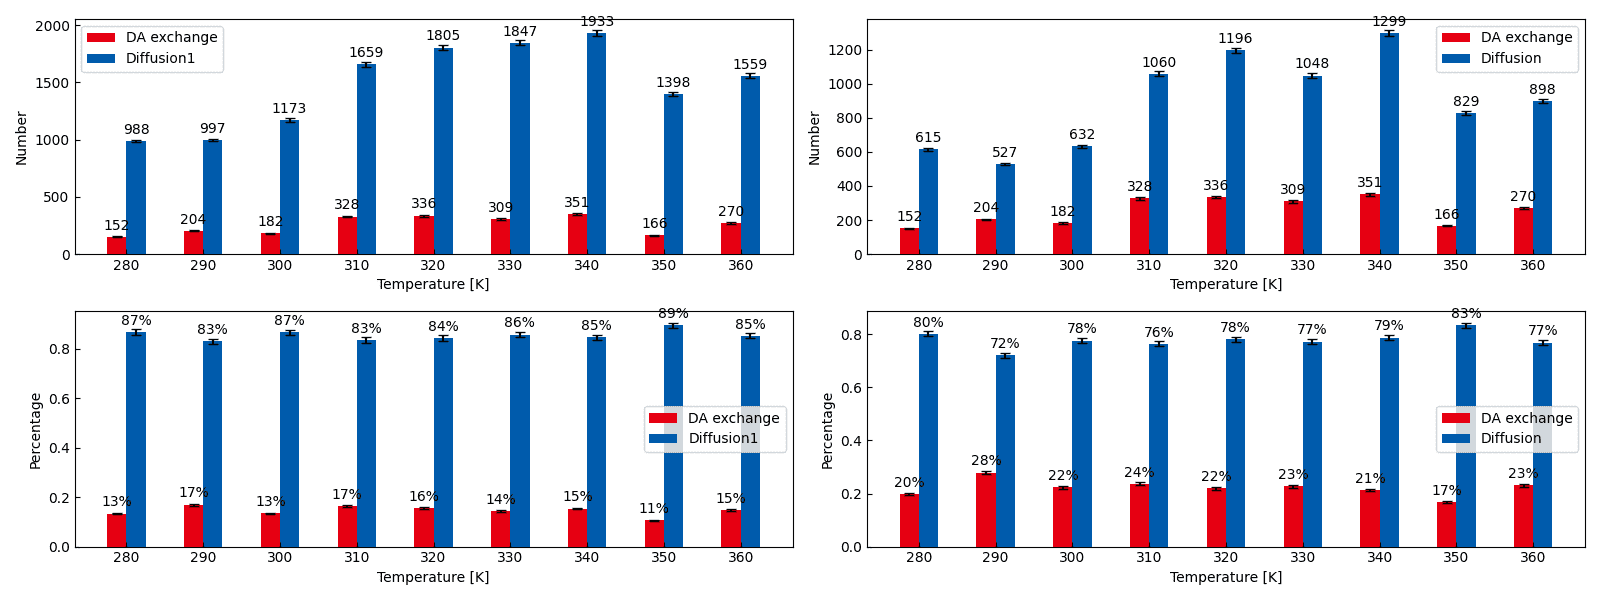 2000
1500
1000
500
0
Number
DA exchange
Diffusion1
152 988
204 997
182 1173
328 1659
336 1805
309 1847
351 1933
166 1398
270 1559
280 290 300 310 320 330 340 350 360
Temperature [K]
1200
1000
800
600
400
200
0
Number
DA exchange
Diffusion
152 615
204 527
182 632
328 1060
336 1196
309 1048
351 1299
166 829
270 898
280 290 300 310 320 330 340 350 360
Temperature [K]
0.8
0.6
0.4
0.2
0.0
Percentage
DA exchange
Diffusion1
13% 87%
17% 83%
13% 87%
17% 83%
16% 84%
14% 86%
15% 85%
11% 89%
15% 85%
280 290 300 310 320 330 340 350 360
Temperature [K]
0.8
0.6
0.4
0.2
0.0
Percentage
DA exchange
Diffusion
20% 80%
28% 72%
22% 78%
24% 76%
22% 78%
23% 77%
21% 79%
17% 83%
23% 77%
280 290 300 310 320 330 340 350 360
Temperature [K]